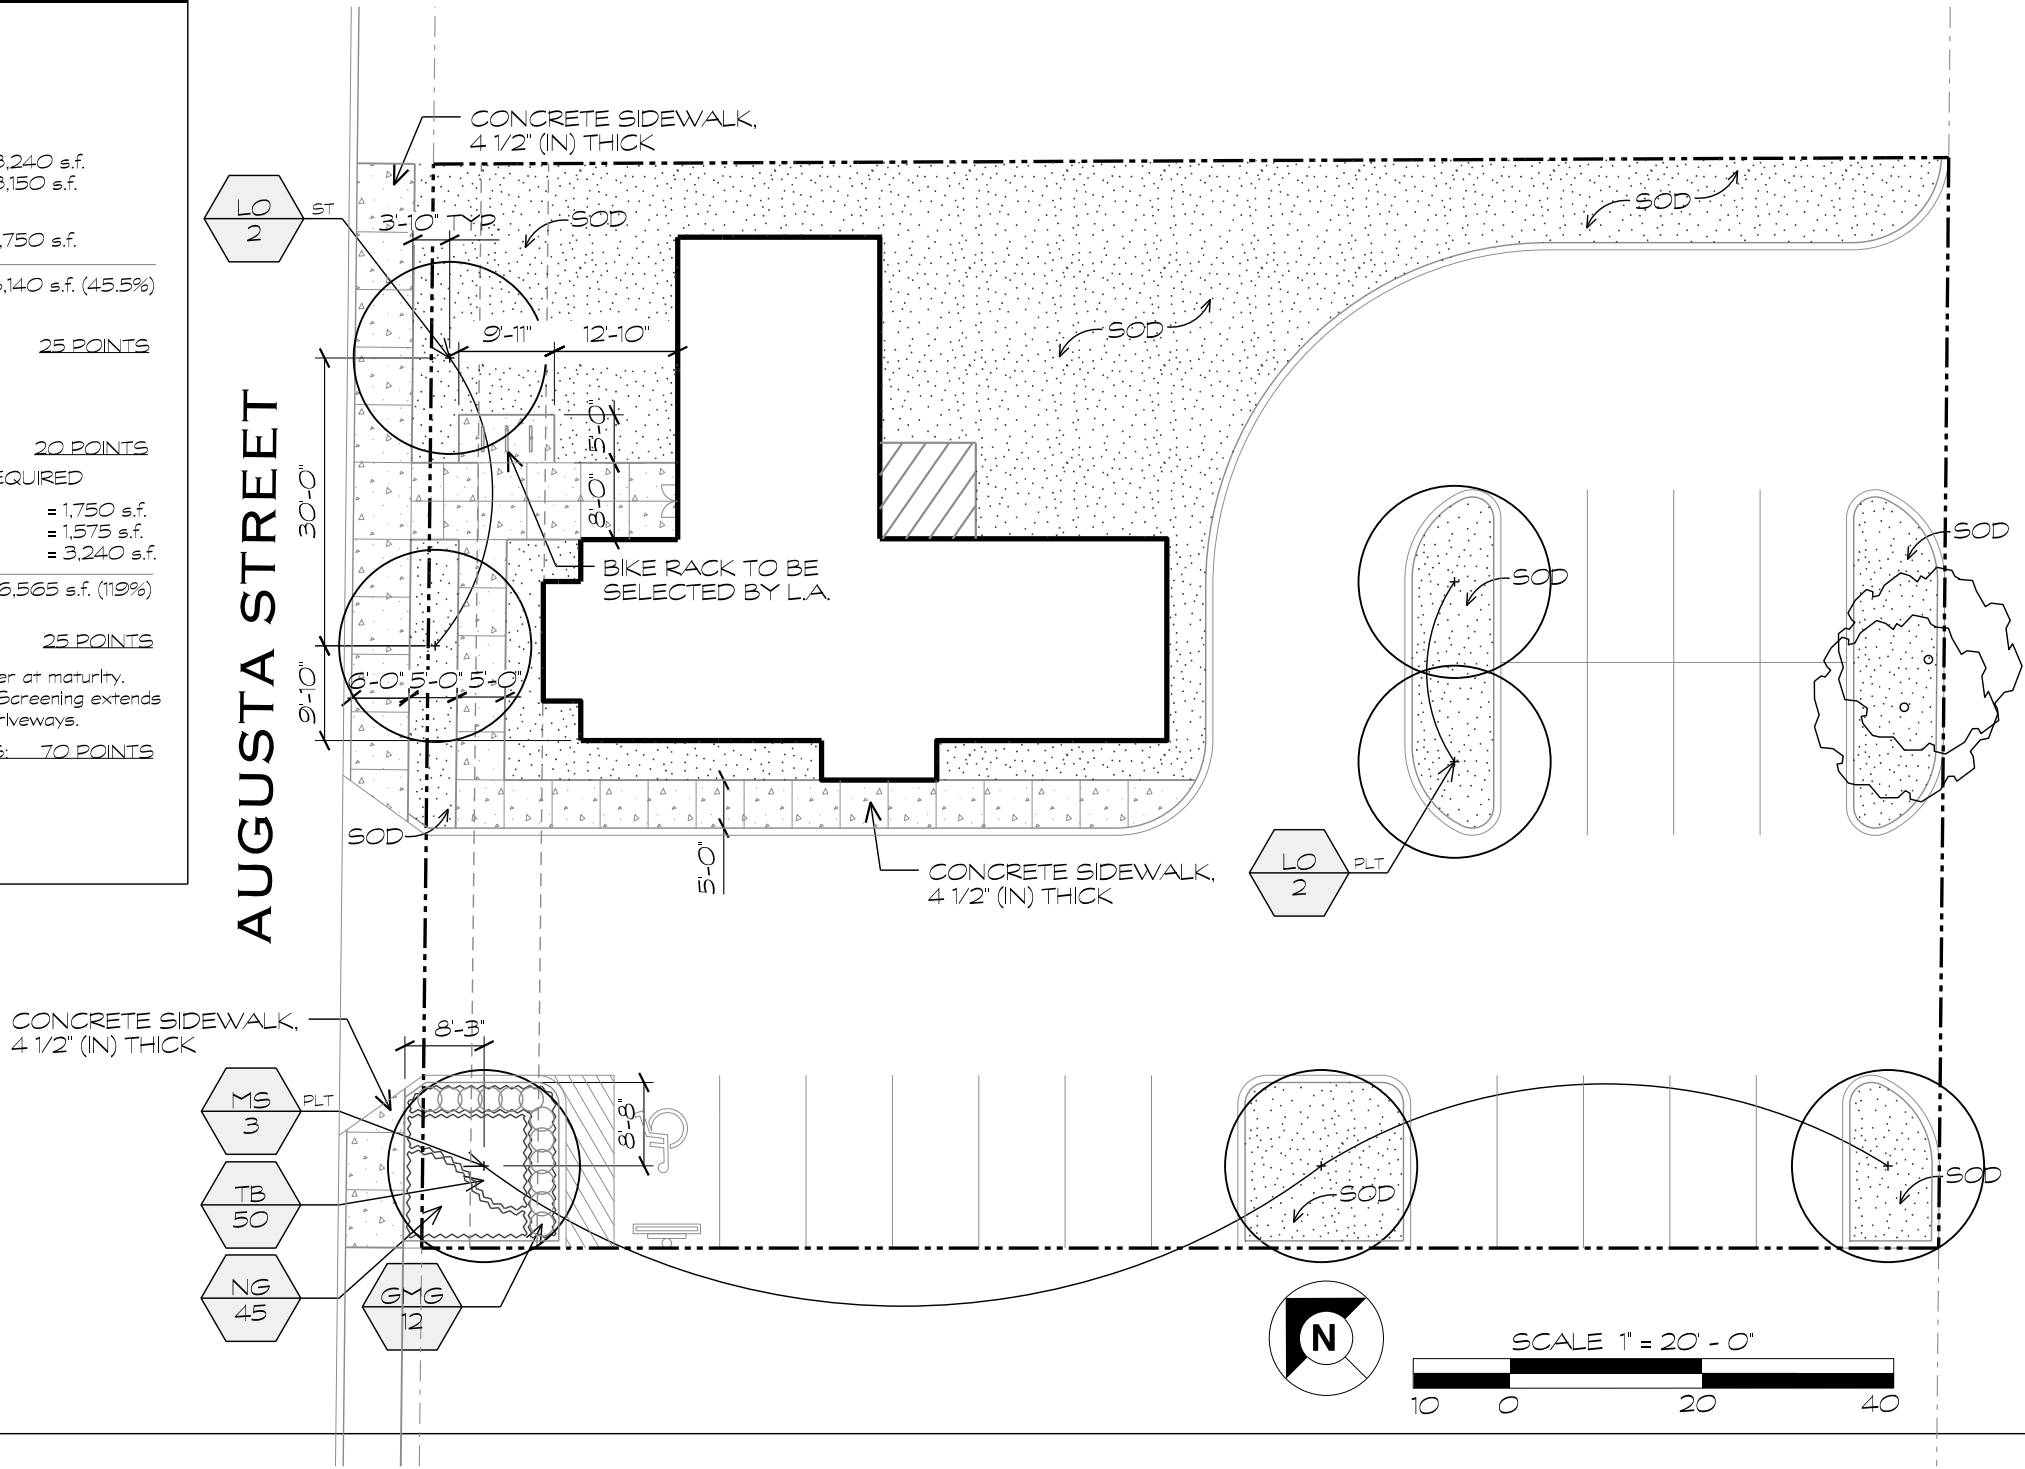 3,240 s.f.
3,150 s.f.
,750 s.f.
,140 s.f. (45.5%)
25 POINTS
20 POINTS
EQUIRED
= 1,750 s.f.
= 1,575 s.f.
= 3,240 s.f.
6,565 s.f. (119%)
25 POINTS
er at maturity.
Screening extends
riveways.
S: 70 POINTS
CONCRETE SIDEWALK,
4 1/2" (IN) THICK
LO
2
ST
3'-10" TYP.
SOD
SOD
SOD
9'-11"
12'-10"
5'-0"
8'-0"
30'-0"
9'-10"
AUGUSTA STREET
BIKE RACK TO BE
SELECTED BY L.A.
6'-0"
5'-0"
5'-0"
SOD
5'-0"
CONCRETE SIDEWALK,
4 1/2" (IN) THICK
SOD
SOD
LO
2
PLT
CONCRETE SIDEWALK,
4 1/2" (IN) THICK
8'-3"
MS
3
PLT
TB
50
NG
45
GMG
12
8'-8"
SOD
SOD
N
SCALE 1" = 20' - 0"
10 0 20 40